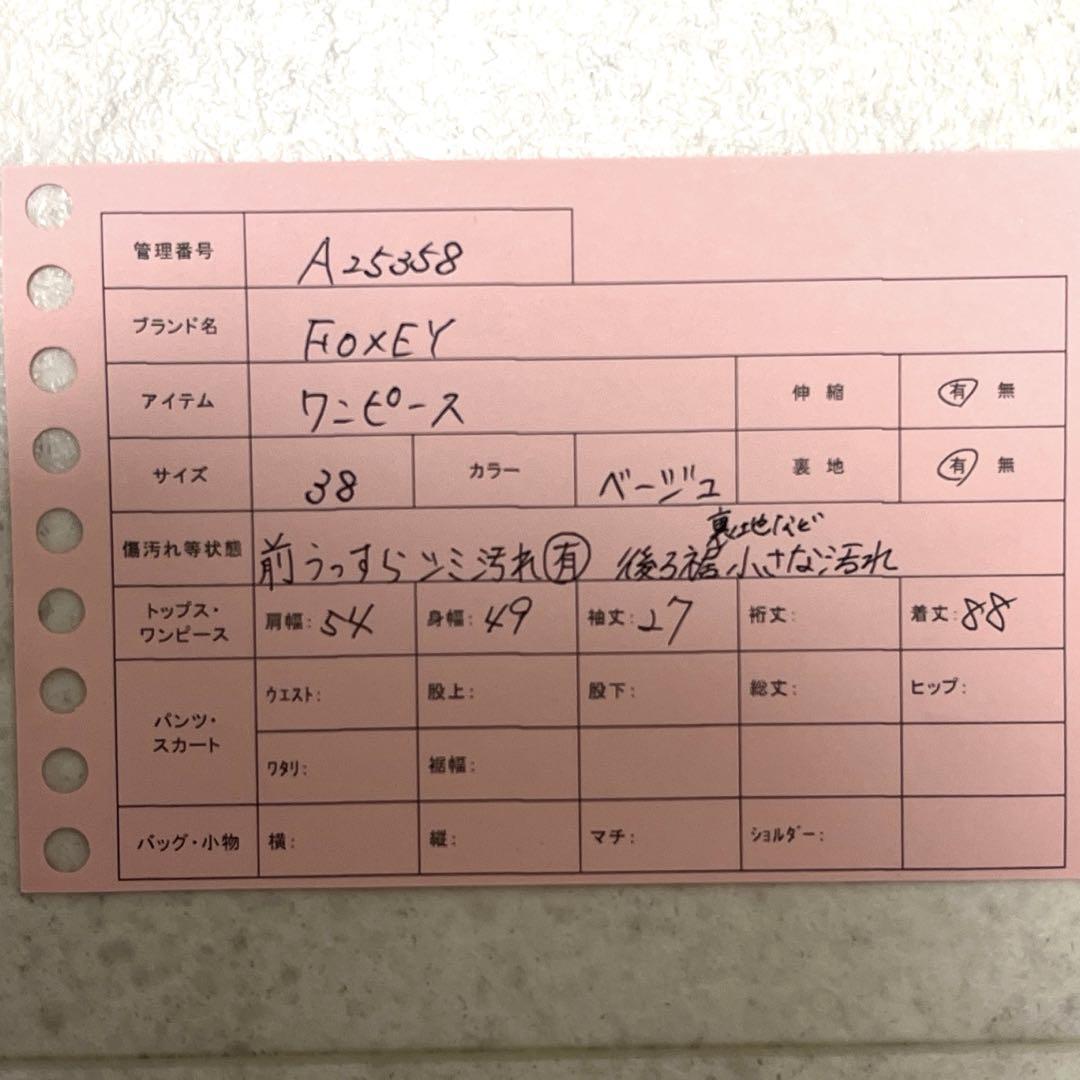 管理番号 A25358
ブランド名 FOXEY
アイテム ワンピース 伸縮 有 無
サイズ 38 カラー ベージュ 裏地 有 無
裏地など
傷汚れ等状態 前うっすらシミ汚れ有 後ろ裾小さな汚れ
トップス・ 肩幅:54 身幅:49 袖丈:27 裄丈: 着丈:88
ワンピース
ウエスト: 股上: 股下: 総丈: ヒップ:
パンツ・
スカート
ワタリ: 裾幅:
バッグ・小物 横: 縦: マチ: ショルダー: